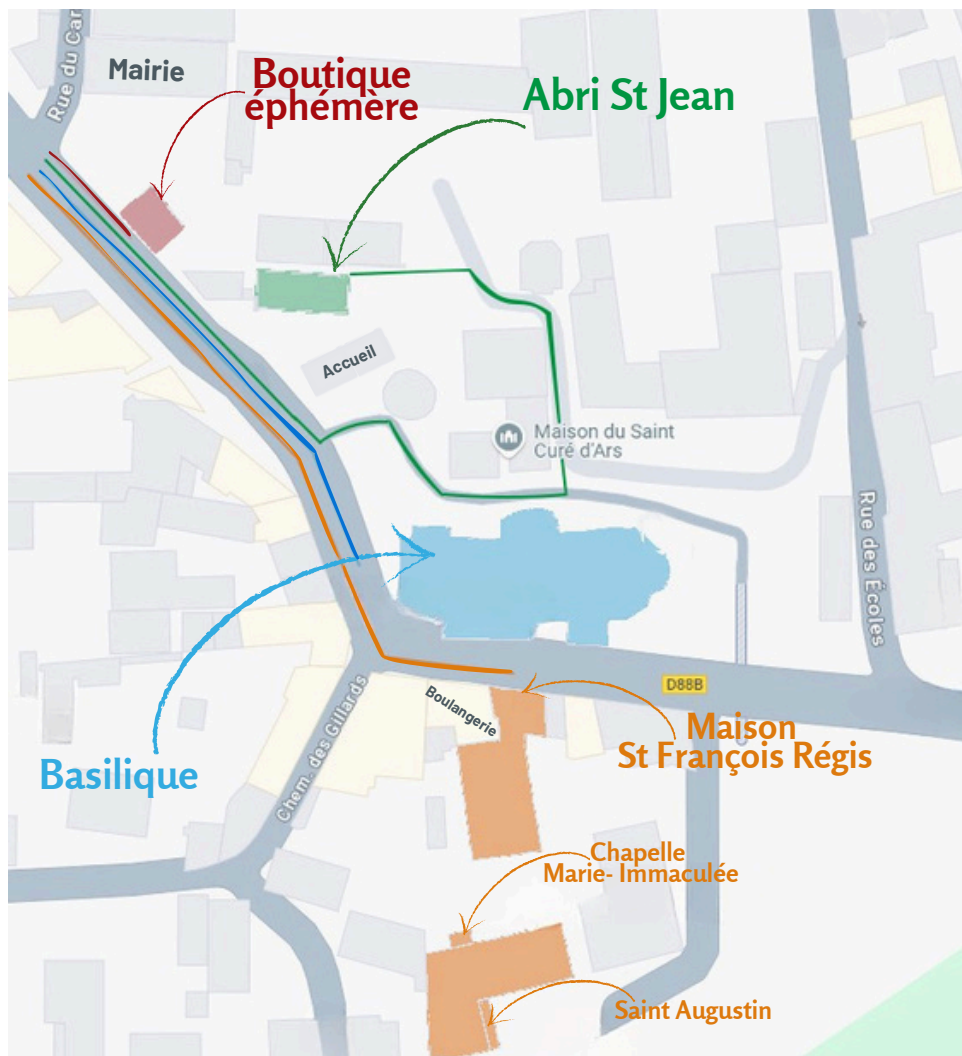 Rue du Car
Mairie
Boutique
éphémère
Abri St Jean
Accueil
Maison du Saint
Curé d'Ars
Rue des Écoles
D88B
Boulangerie
Maison
St François Régis
Basilique
Chem. des Gillards
Chapelle
Marie- Immaculée
Saint Augustin